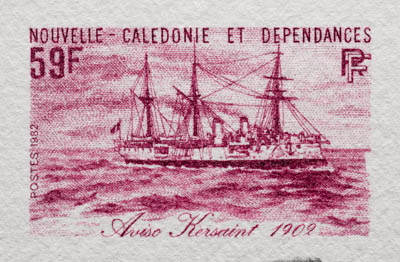 NOUVELLE-CALEDONIE ET DEPENDANCES
59F
RF
POSTES 1982
Aviso Kersaint 1902